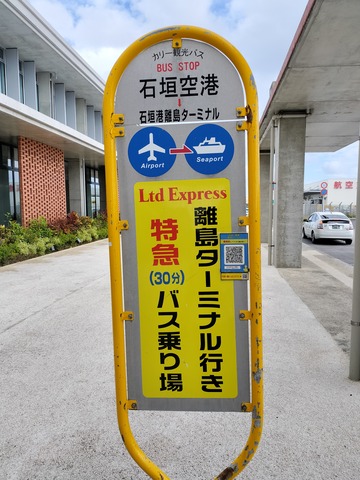 カリー観光バス
BUS STOP
石垣空港
↓
石垣港離島ターミナル
Airport
Seaport
Ltd Express
離島ターミナル行き
特急(30分)バス乗り場
航空